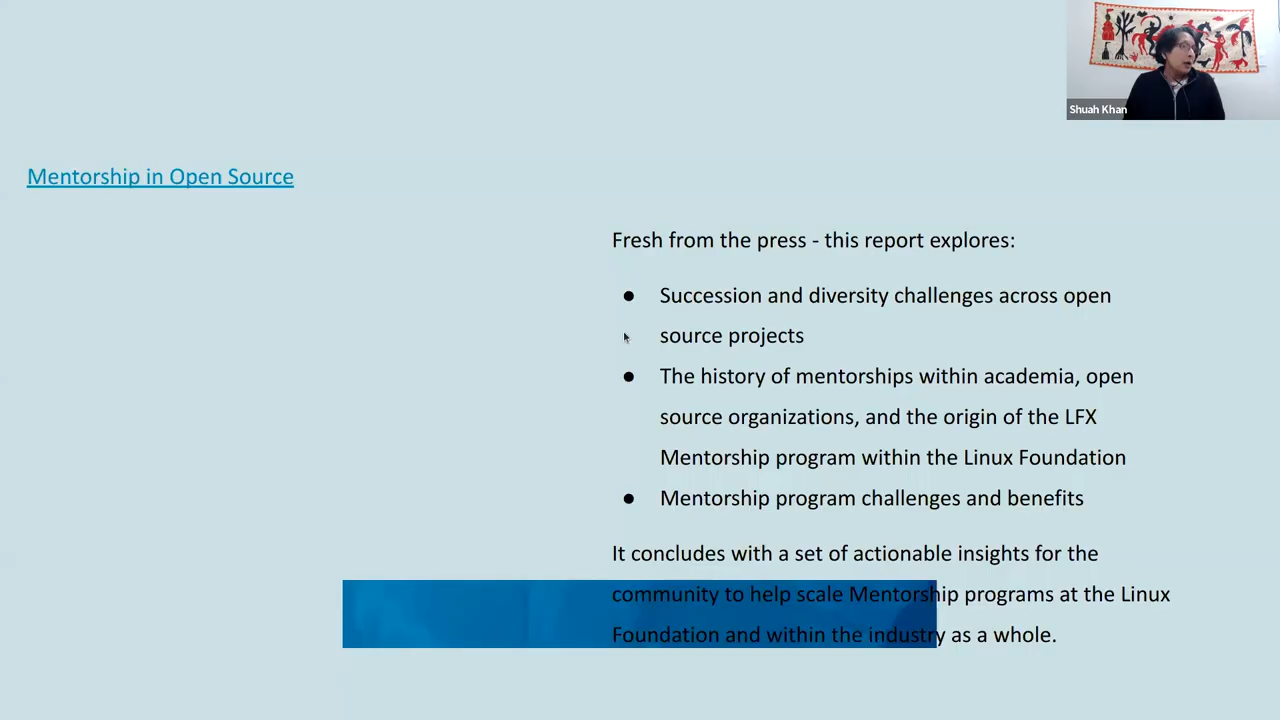 Shuah Khan
Mentorship in Open Source
Fresh from the press - this report explores:
● Succession and diversity challenges across open
source projects
● The history of mentorships within academia, open
source organizations, and the origin of the LFX
Mentorship program within the Linux Foundation
● Mentorship program challenges and benefits
It concludes with a set of actionable insights for the
community to help scale Mentorship programs at the Linux
Foundation and within the industry as a whole.